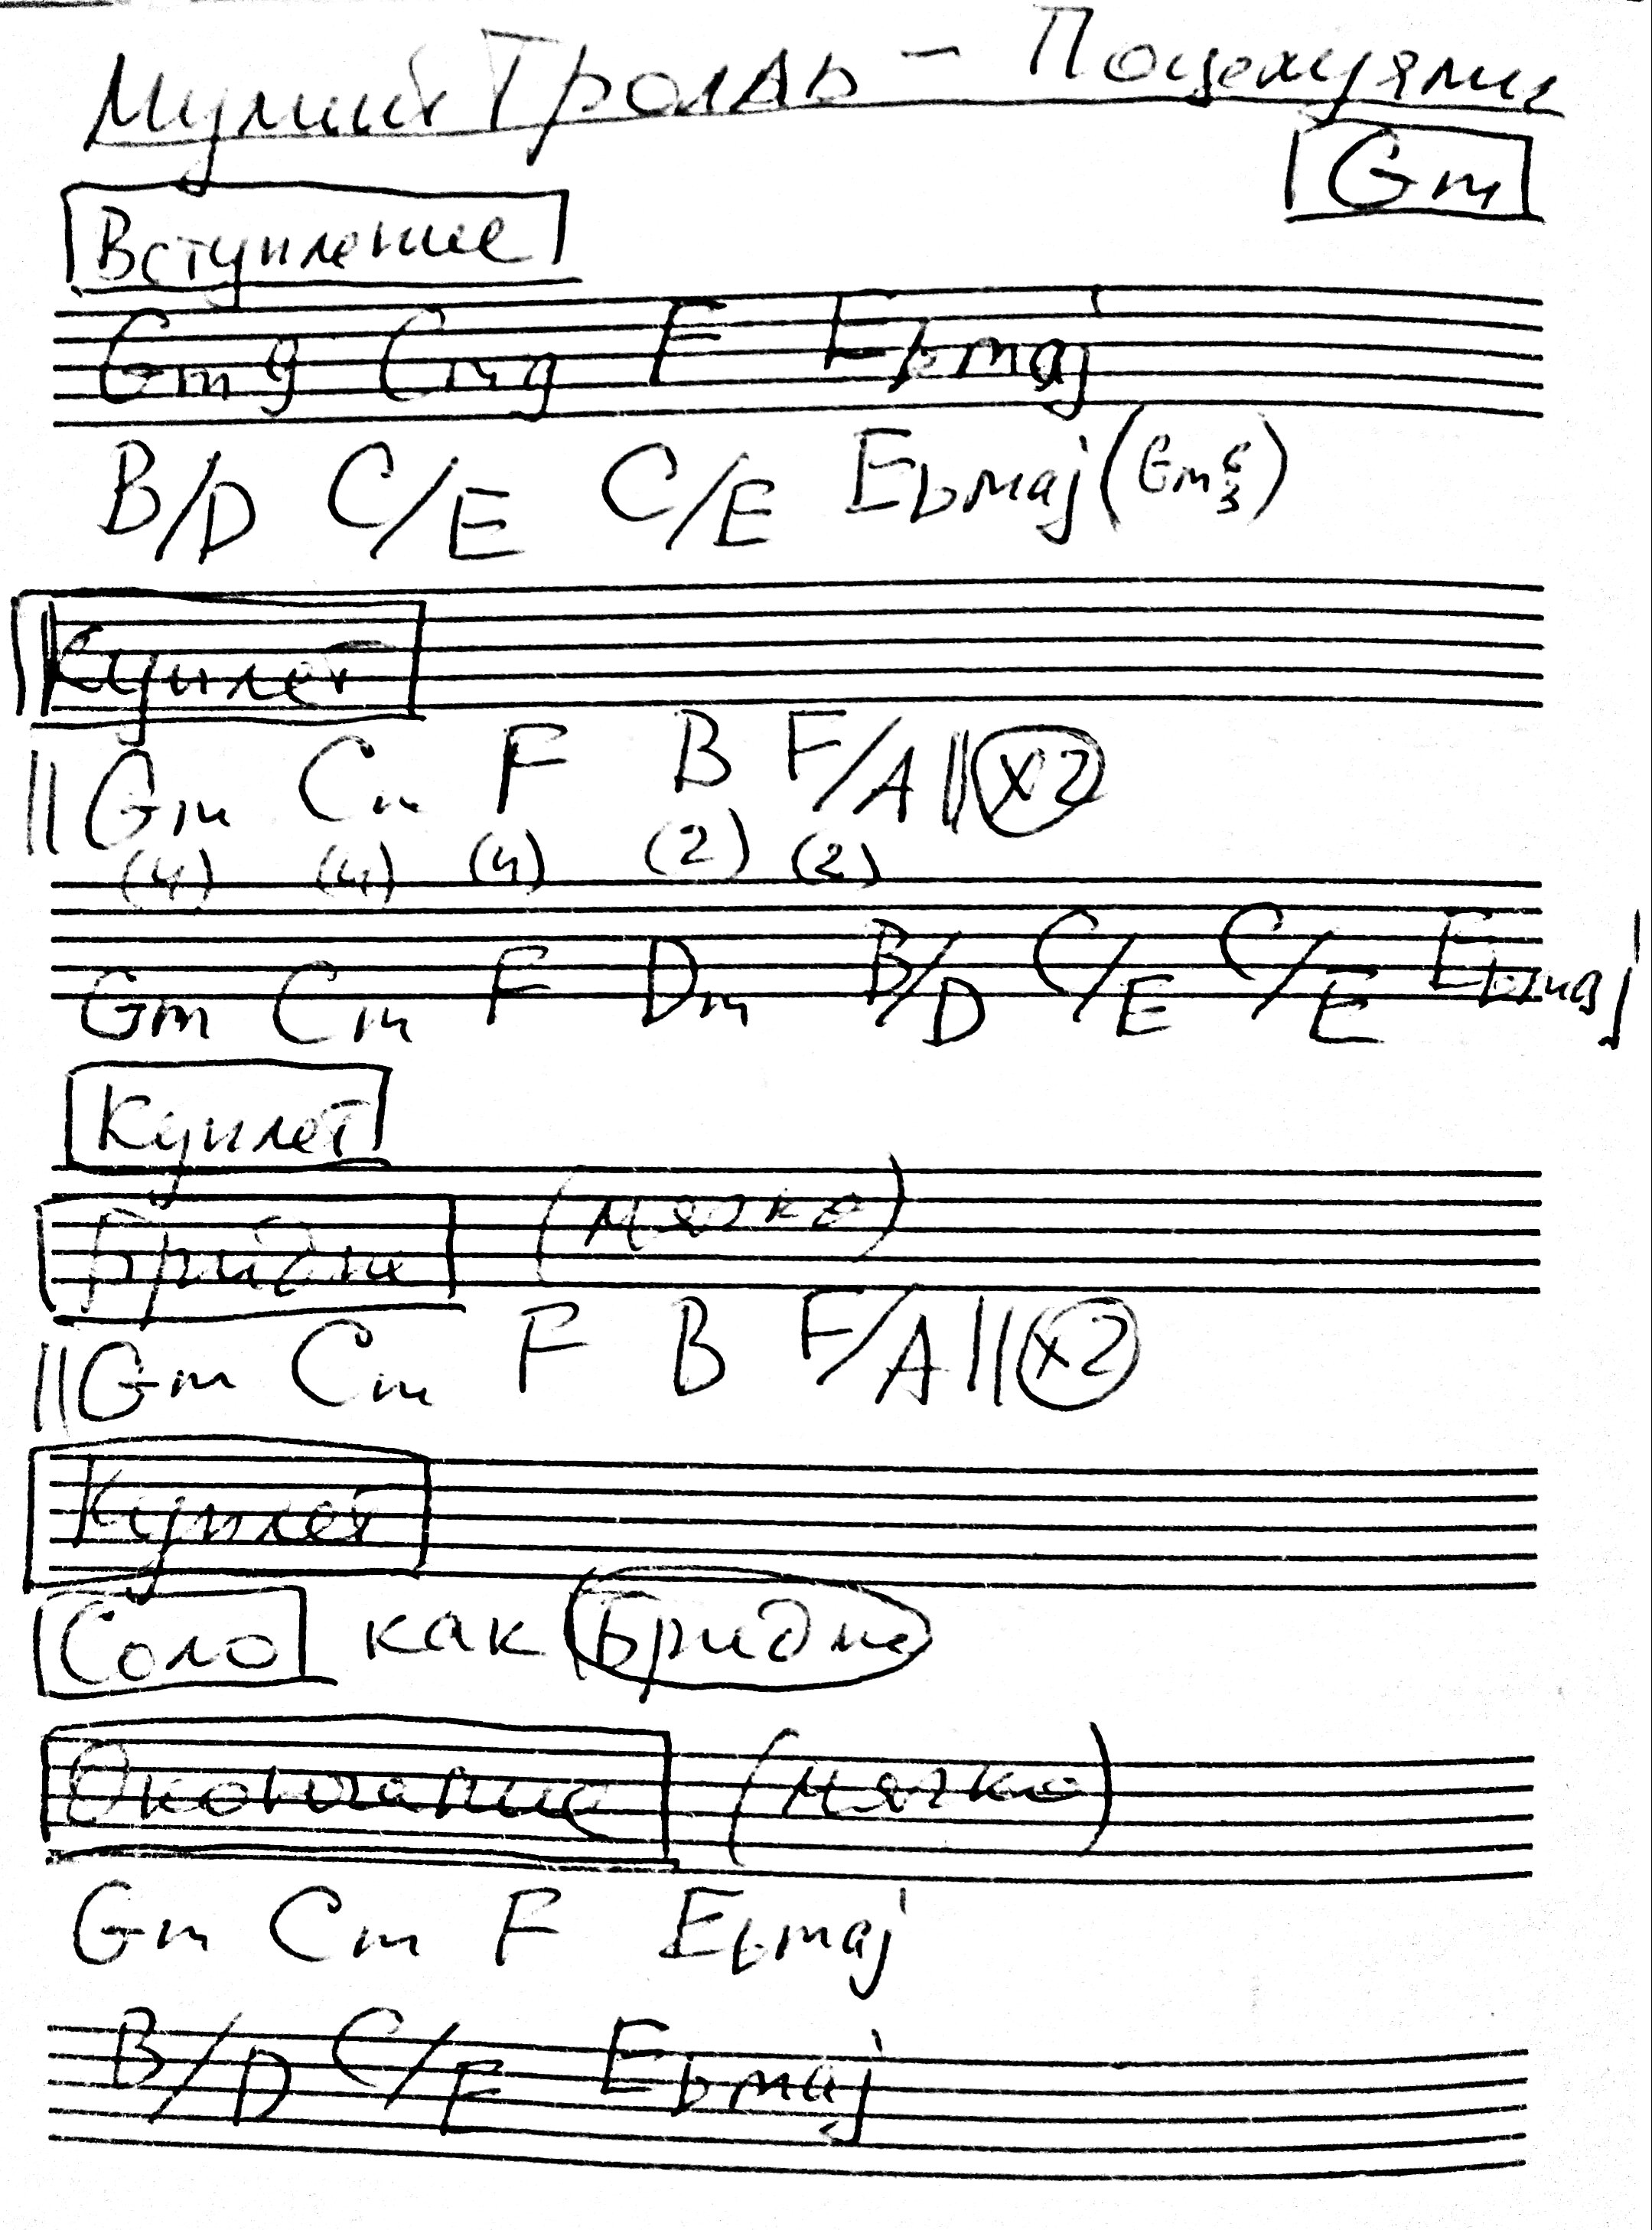 Мумий Тролль - Поцелуями
Gm
Вступление
Gm9 Cm9 F Ebmaj
B/D C/E C/E Ebmaj (Gm 6 3)
Куплет
|| Gm Cm F B F/A || x2
(4) (4) (4) (2) (2)
Gm Cm F Dm B/D C/E C/E Ebmaj
Куплет
Бридж (мягко)
|| Gm Cm F B F/A || x2
Куплет
Соло как Бридж
Окончание (мягко)
Gm Cm F Ebmaj
B/D C/E Ebmaj